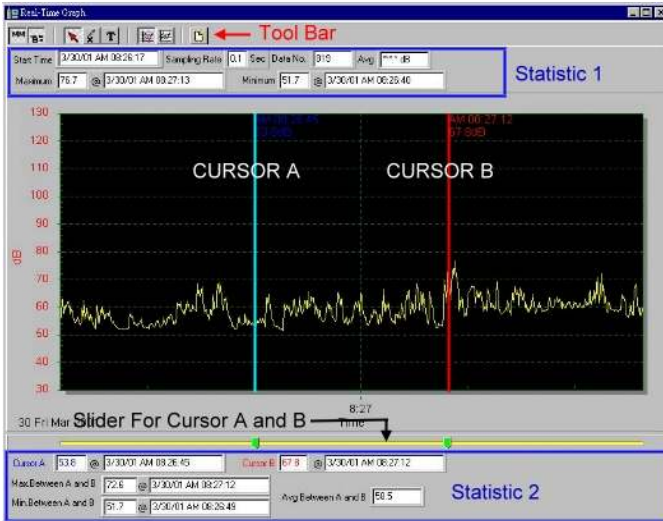 Real-Time Graph
T
Tool Bar
Start Time 3/30/01 AM 08:26:17 Sampling Rate 0.1 Sec Data No. 819 Avg *** dB
Maximum 76.7 @ 3/30/01 AM 08:27:13 Minimum 51.7 @ 3/30/01 AM 08:26:40
Statistic 1
130
AM 08:26:45 AM 08:27:12
67.8dB
120
110
CURSOR A CURSOR B
100
90
dB
80
70
60
50
40
30
8:27
30 Fri Mar
Slider For Cursor A and B
Time
Cursor A 53.8 @ 3/30/01 AM 08:26:45 Cursor B 67.8 @ 3/30/01 AM 08:27:12
Max.Between A and B 72.6 @ 3/30/01 AM 08:27:12
Min.Between A and B 51.7 @ 3/30/01 AM 08:26:49
Avg Between A and B 58.5
Statistic 2